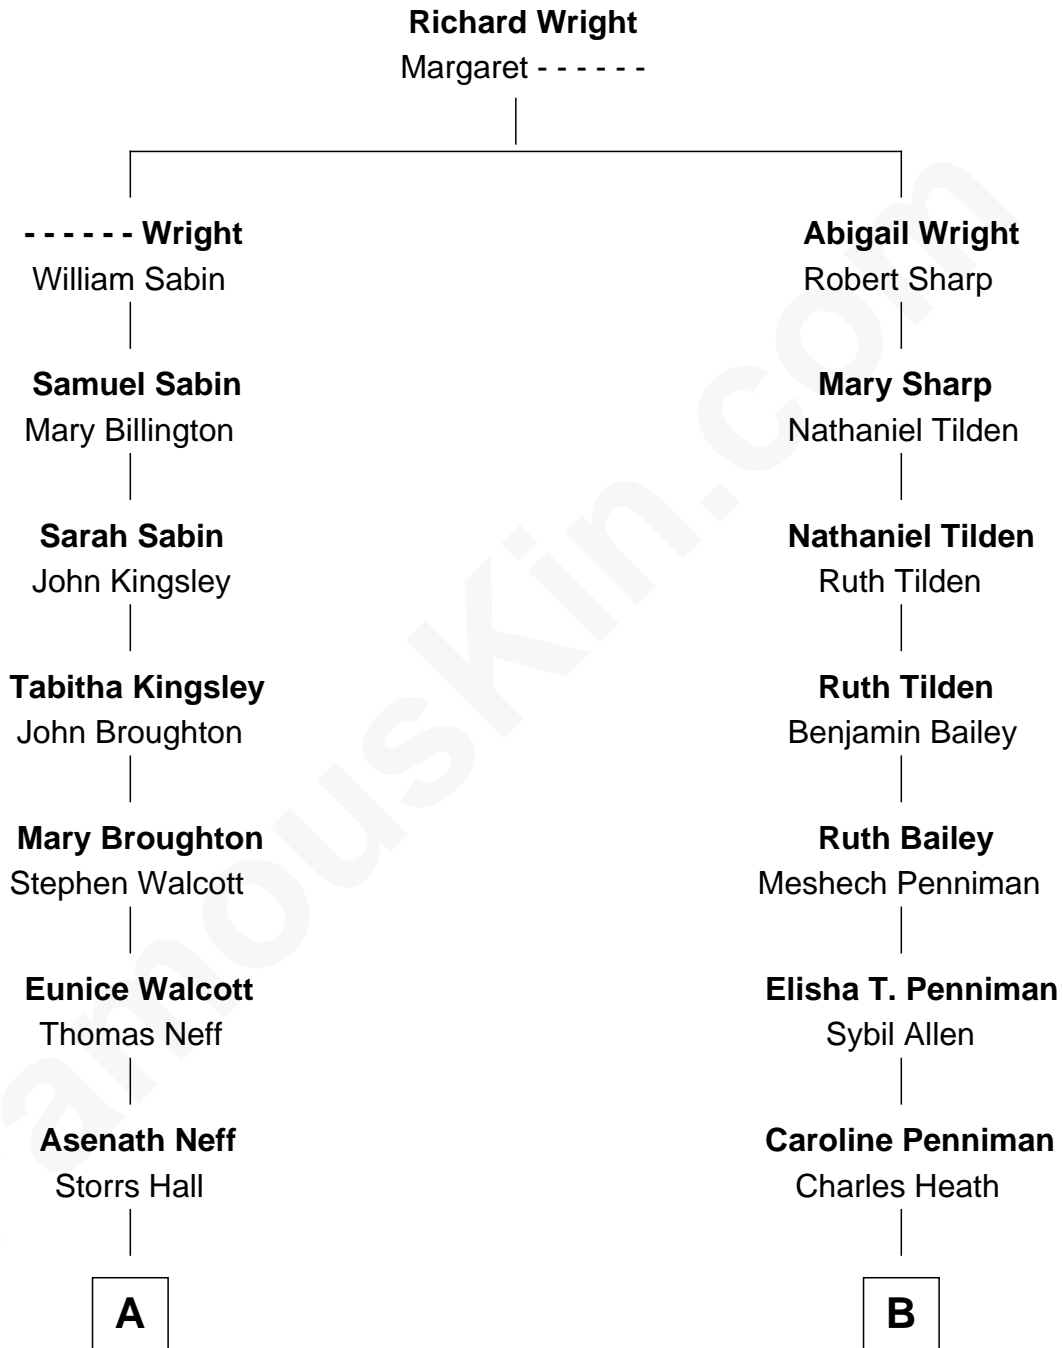 Richard Wright
Margaret - - - - - -
- - - - - - Wright
William Sabin
Abigail Wright
Robert Sharp
Samuel Sabin
Mary Billington
Mary Sharp
Nathaniel Tilden
Sarah Sabin
John Kingsley
Nathaniel Tilden
Ruth Tilden
Tabitha Kingsley
John Broughton
Ruth Tilden
Benjamin Bailey
Mary Broughton
Stephen Walcott
Ruth Bailey
Meshech Penniman
Eunice Walcott
Thomas Neff
Elisha T. Penniman
Sybil Allen
Asenath Neff
Storrs Hall
Caroline Penniman
Charles Heath
A
B
amousKin.com